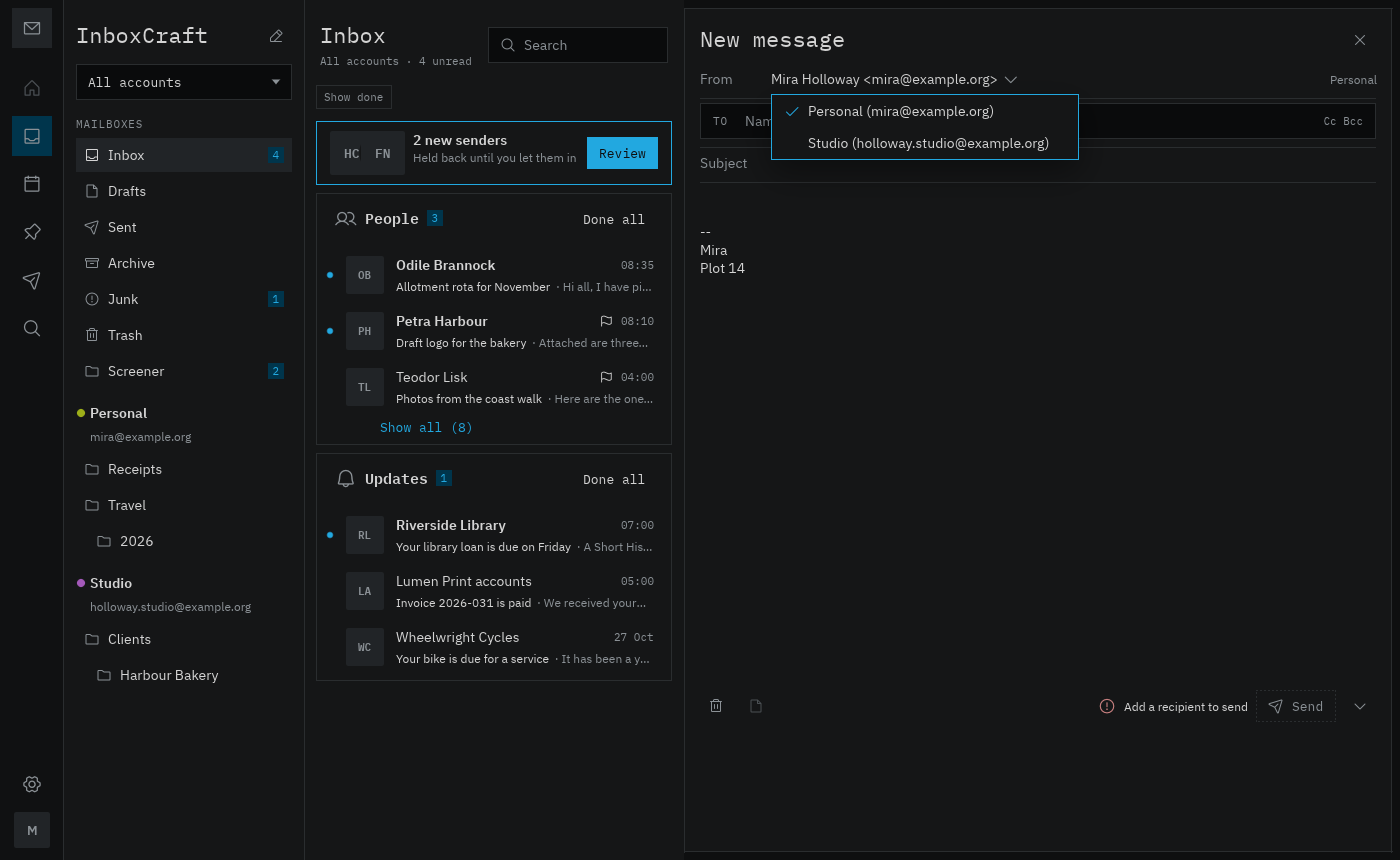 InboxCraft
All accounts
MAILBOXES
Inbox 4
Drafts
Sent
Archive
Junk 1
Trash
Screener 2
Personal
mira@example.org
Receipts
Travel
2026
Studio
holloway.studio@example.org
Clients
Harbour Bakery
M
Inbox
All accounts · 4 unread
Search
Show done
HC FN
2 new senders
Held back until you let them in
Review
People 3
Done all
OB
Odile Brannock 08:35
Allotment rota for November · Hi all, I have pi…
PH
Petra Harbour 08:10
Draft logo for the bakery · Attached are three…
TL
Teodor Lisk 04:00
Photos from the coast walk · Here are the one…
Show all (8)
Updates 1
Done all
RL
Riverside Library 07:00
Your library loan is due on Friday · A Short His…
LA
Lumen Print accounts 05:00
Invoice 2026-031 is paid · We received your…
WC
Wheelwright Cycles 27 Oct
Your bike is due for a service · It has been a y…
New message
From Mira Holloway <mira@example.org> Personal
Personal (mira@example.org)
Studio (holloway.studio@example.org)
TO Cc Bcc
Subject
--
Mira
Plot 14
Add a recipient to send
Send